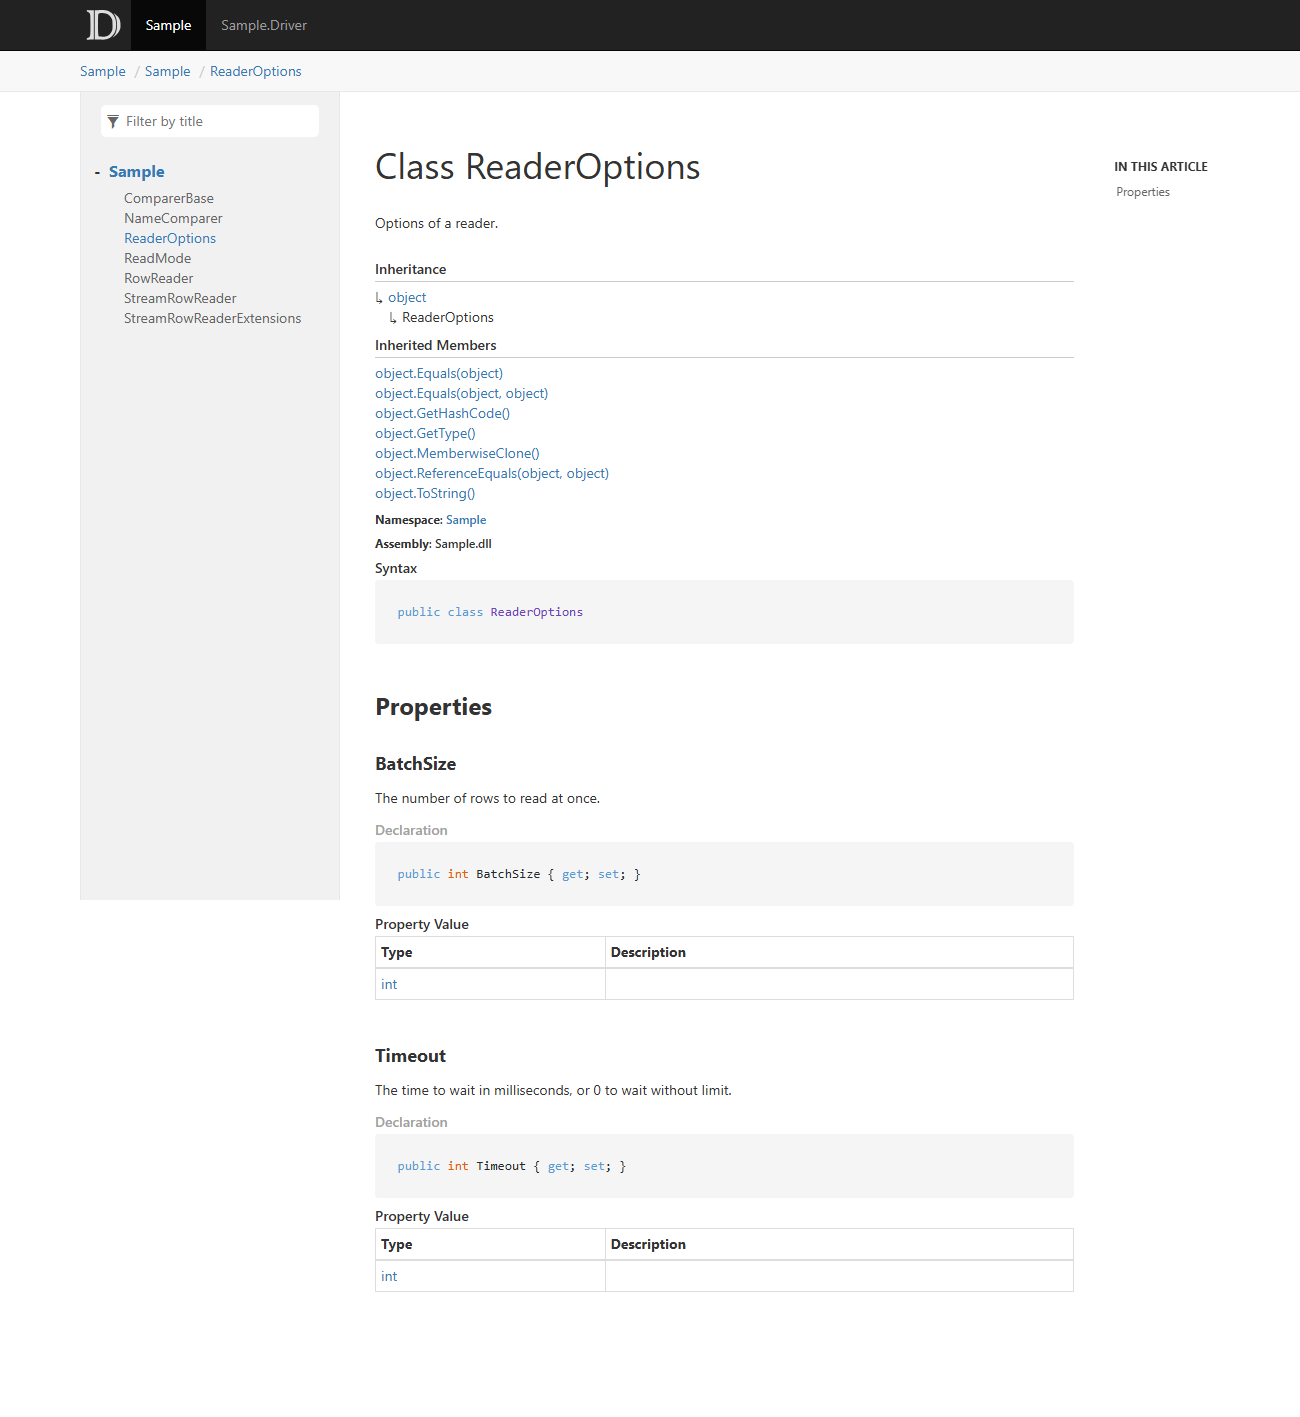 Sample Sample.Driver
Sample / Sample / ReaderOptions
Filter by title
- Sample
ComparerBase
NameComparer
ReaderOptions
ReadMode
RowReader
StreamRowReader
StreamRowReaderExtensions
Class ReaderOptions
Options of a reader.
Inheritance
↳ object
↳ ReaderOptions
Inherited Members
object.Equals(object)
object.Equals(object, object)
object.GetHashCode()
object.GetType()
object.MemberwiseClone()
object.ReferenceEquals(object, object)
object.ToString()
Namespace: Sample
Assembly: Sample.dll
Syntax
public class ReaderOptions
Properties
BatchSize
The number of rows to read at once.
Declaration
public int BatchSize { get; set; }
Property Value
Type Description
int
Timeout
The time to wait in milliseconds, or 0 to wait without limit.
Declaration
public int Timeout { get; set; }
Property Value
Type Description
int
IN THIS ARTICLE
Properties